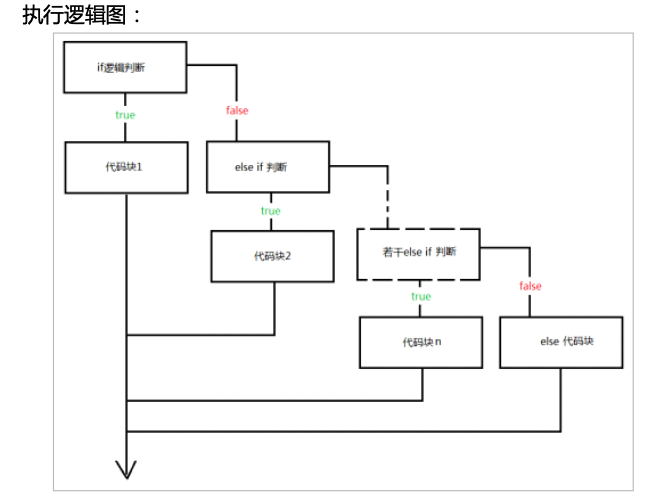 执行逻辑图：
if逻辑判断
true
false
代码块1
else if 判断
true
代码块2
若干else if 判断
true
false
代码块n
else 代码块